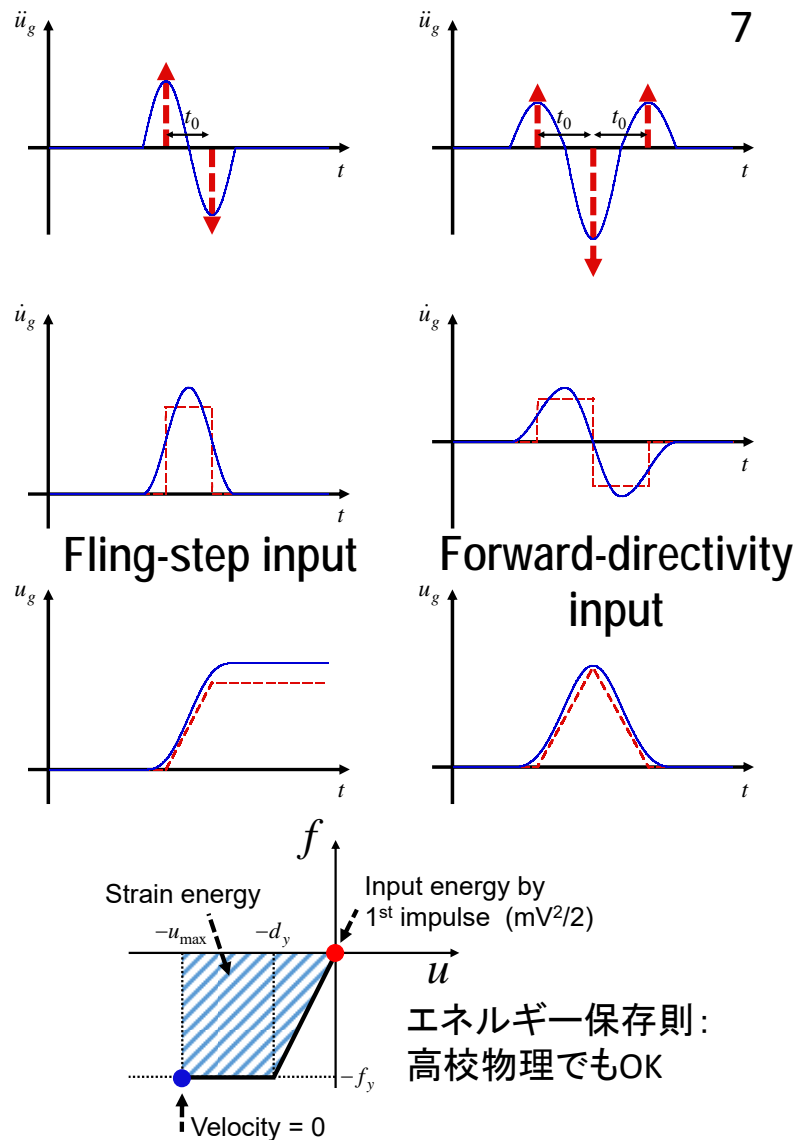 7
ü_g
t_0
t
ü_g
t_0
t_0
t
u̇_g
t
u̇_g
t
Fling-step input
Forward-directivity
input
u_g
t
u_g
t
f
Strain energy
Input energy by
1st impulse (mV²/2)
−u_max
−d_y
u
エネルギー保存則：
高校物理でもOK
−f_y
Velocity = 0